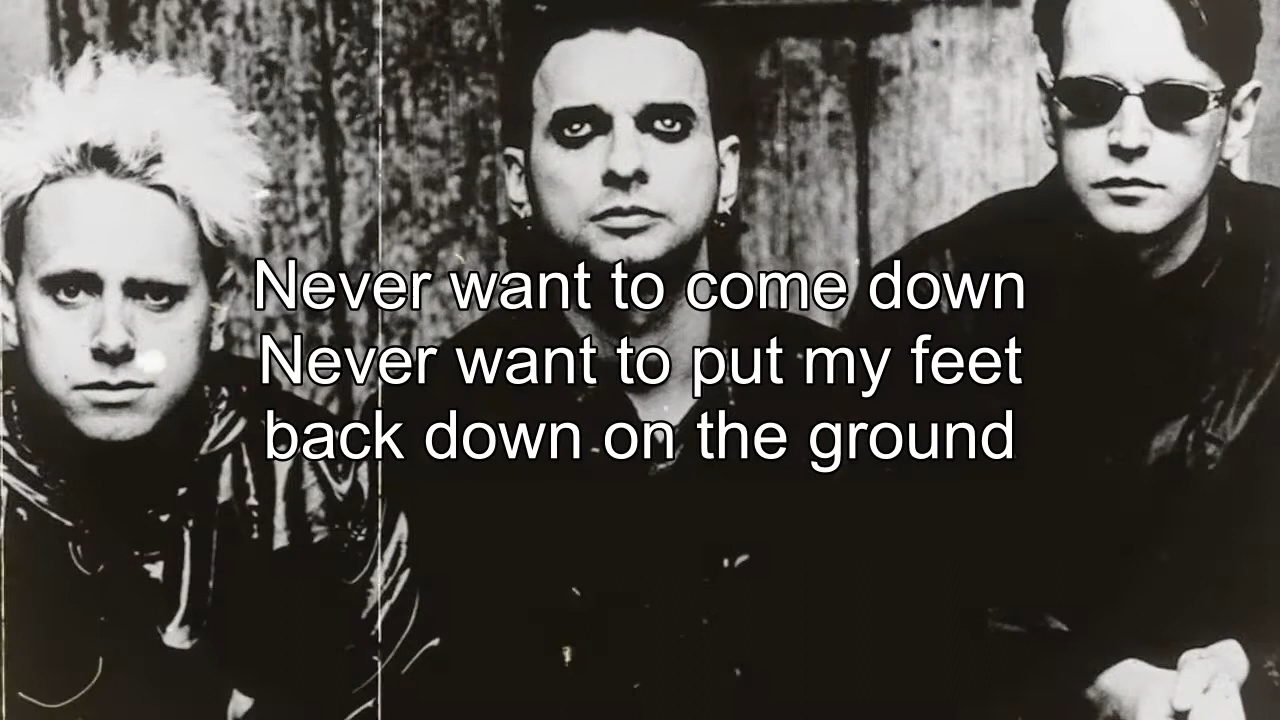 Never want to come down
Never want to put my feet
back down on the ground